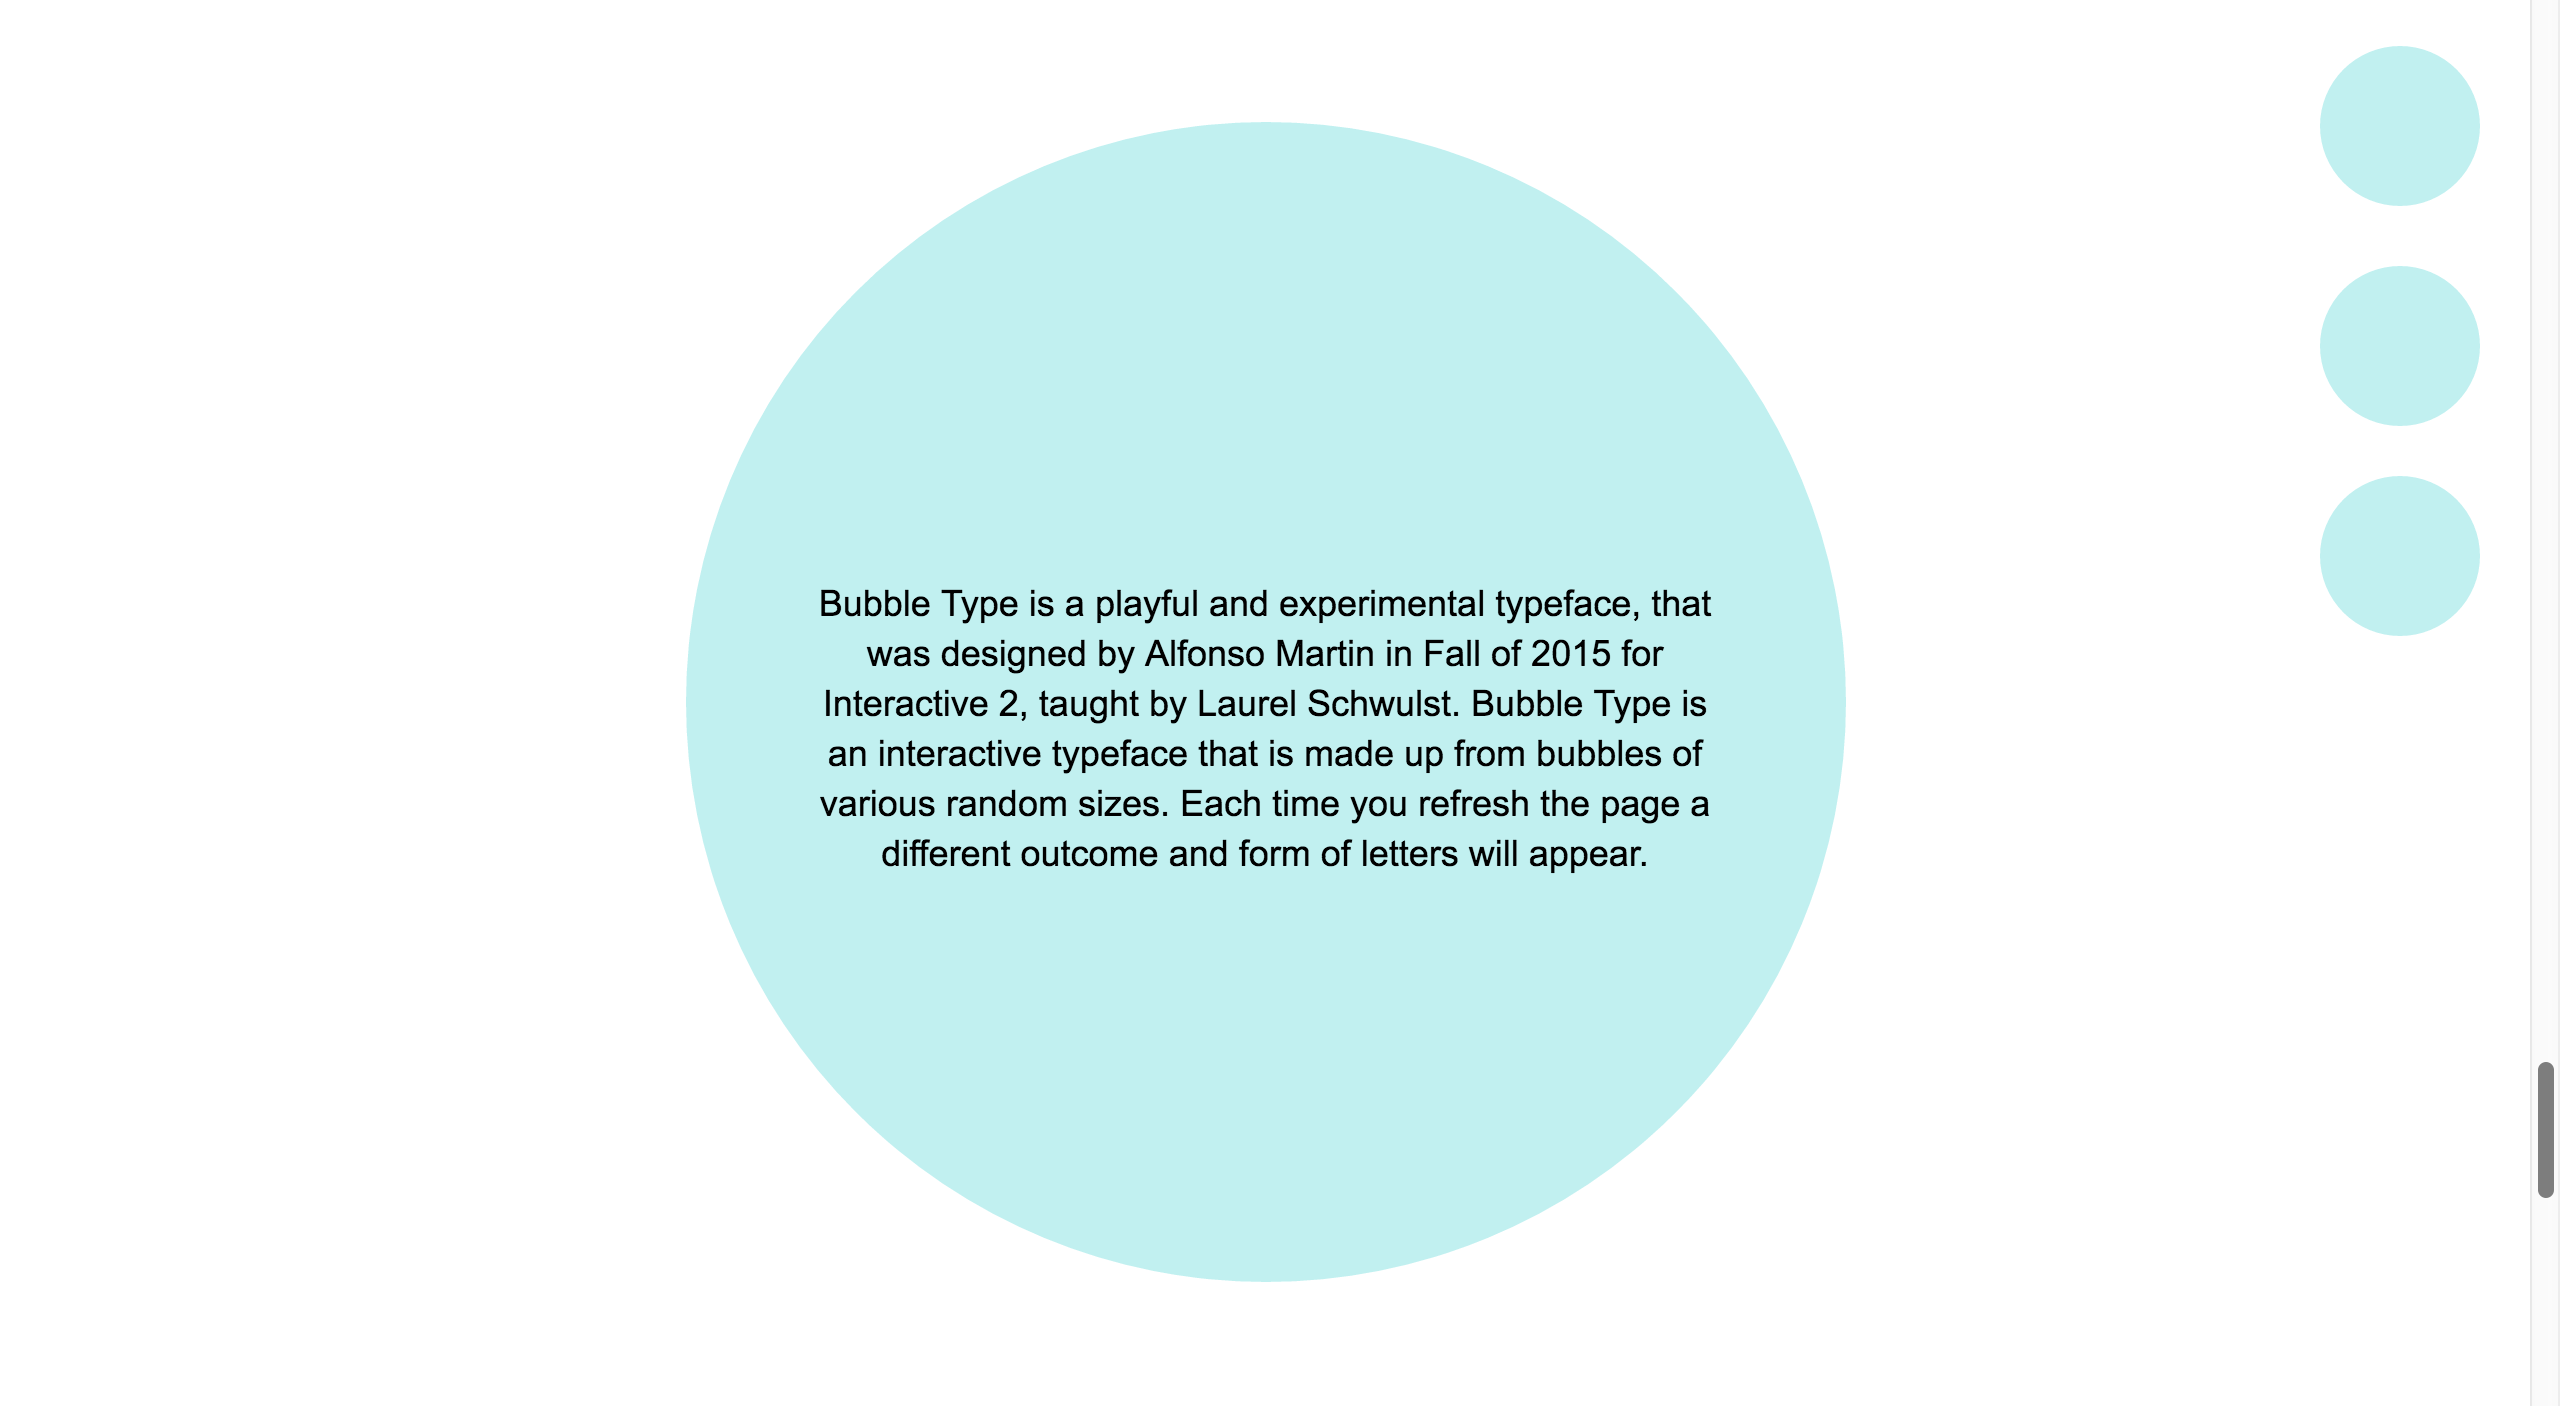 Bubble Type is a playful and experimental typeface, that
was designed by Alfonso Martin in Fall of 2015 for
Interactive 2, taught by Laurel Schwulst. Bubble Type is
an interactive typeface that is made up from bubbles of
various random sizes. Each time you refresh the page a
different outcome and form of letters will appear.